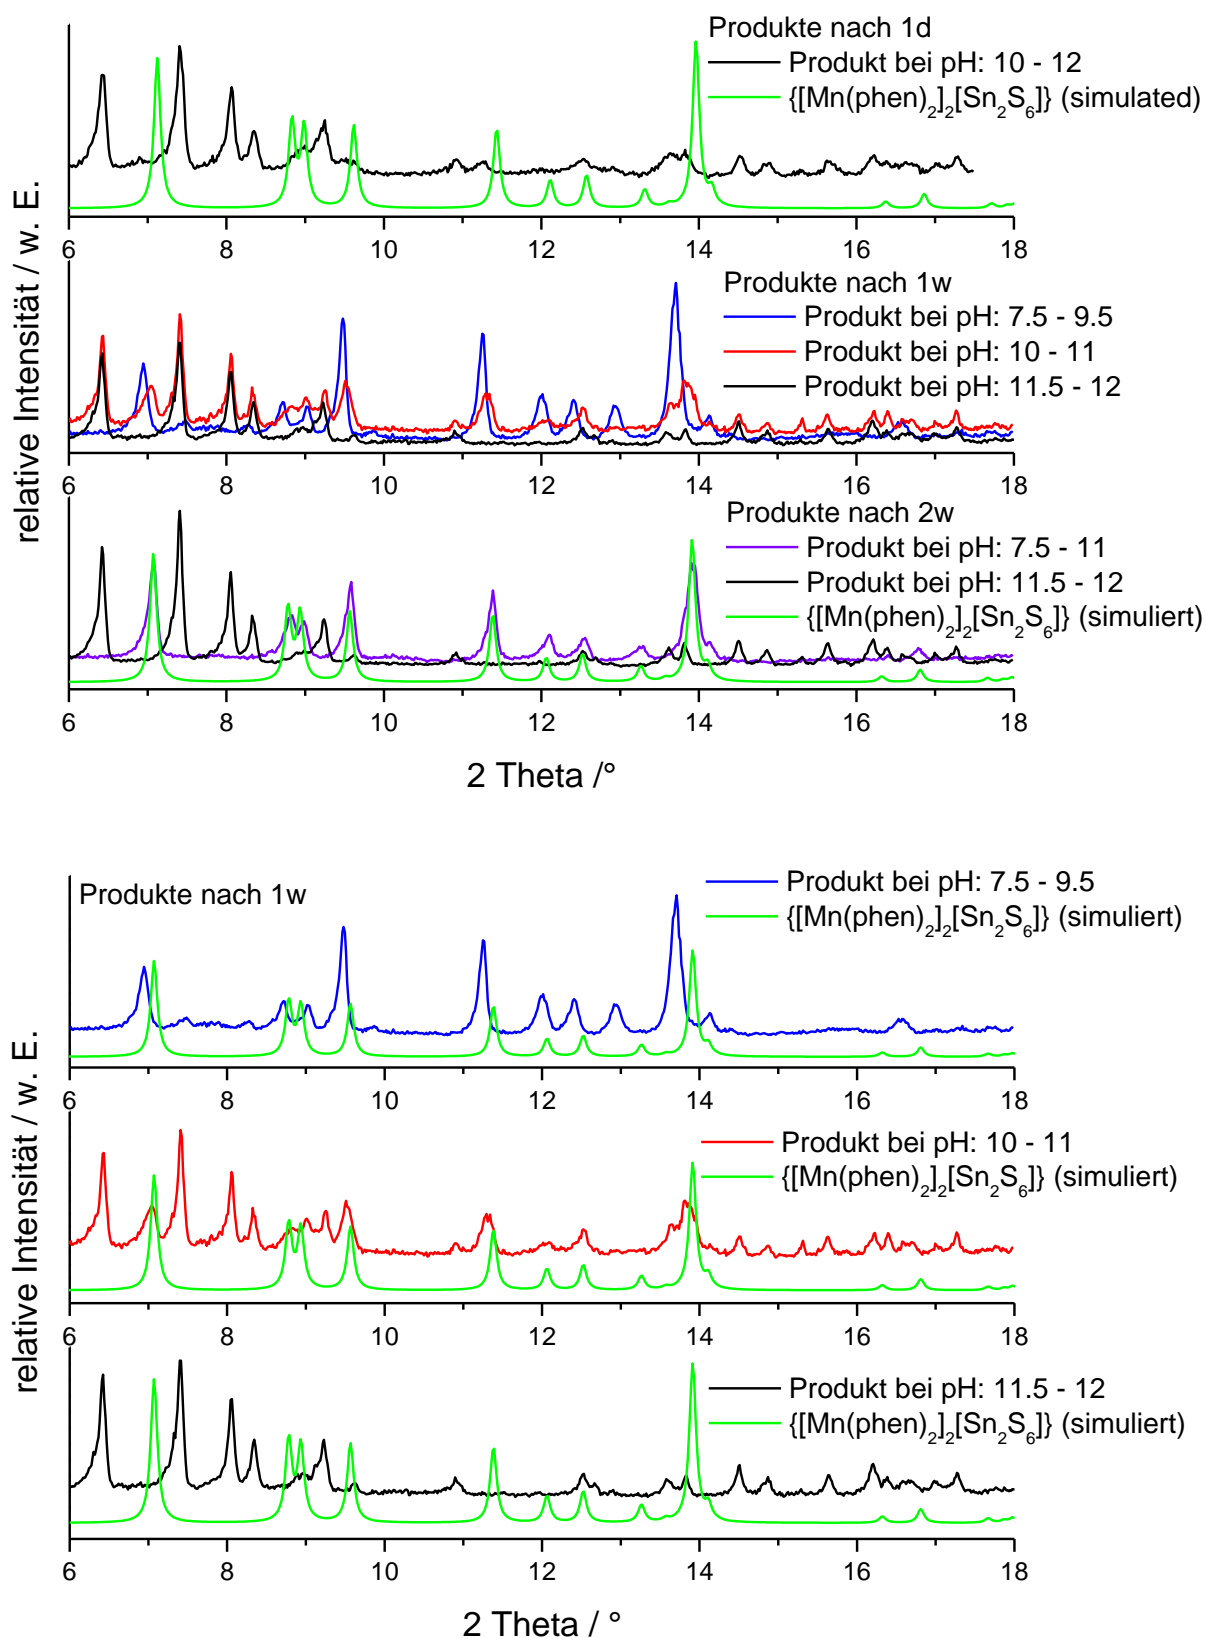 Produkte nach 1d
Produkt bei pH: 10 - 12
{[Mn(phen)₂]₂[Sn₂S₆]} (simulated)
6 8 10 12 14 16 18
Produkte nach 1w
Produkt bei pH: 7.5 - 9.5
Produkt bei pH: 10 - 11
Produkt bei pH: 11.5 - 12
6 8 10 12 14 16 18
Produkte nach 2w
Produkt bei pH: 7.5 - 11
Produkt bei pH: 11.5 - 12
{[Mn(phen)₂]₂[Sn₂S₆]} (simuliert)
6 8 10 12 14 16 18
relative Intensität / w. E.
2 Theta /°
Produkte nach 1w
Produkt bei pH: 7.5 - 9.5
{[Mn(phen)₂]₂[Sn₂S₆]} (simuliert)
6 8 10 12 14 16 18
Produkt bei pH: 10 - 11
{[Mn(phen)₂]₂[Sn₂S₆]} (simuliert)
6 8 10 12 14 16 18
Produkt bei pH: 11.5 - 12
{[Mn(phen)₂]₂[Sn₂S₆]} (simuliert)
6 8 10 12 14 16 18
relative Intensität / w. E.
2 Theta / °